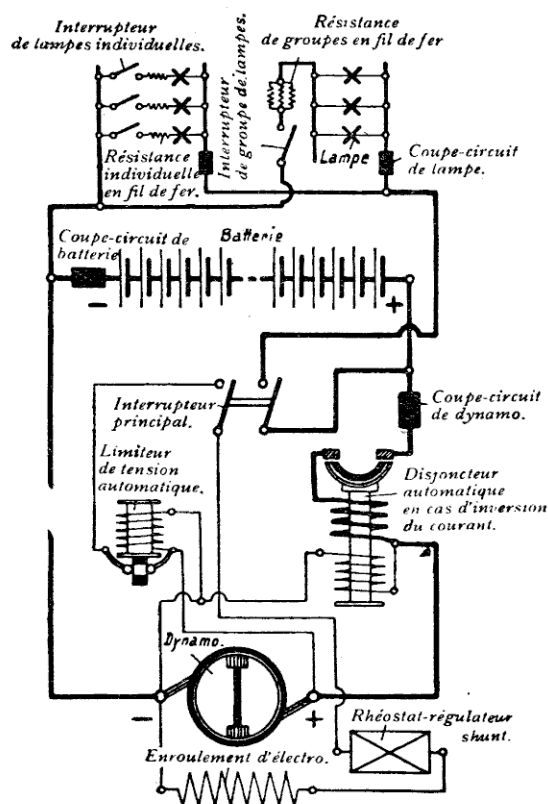 Interrupteur
de lampes individuelles.
Résistance
de groupes en fil de fer
Interrupteur
de groupe de lampes.
Résistance
individuelle
en fil de fer.
Lampe
Coupe-circuit
de lampe.
Coupe-circuit de
batterie
Batterie
−
+
Interrupteur
principal.
Coupe-circuit
de dynamo.
Limiteur
de tension
automatique.
Disjoncteur
automatique
en cas d'inversion
du courant.
Dynamo.
−
+
Rhéostat-régulateur
shunt.
Enroulement d'électro.